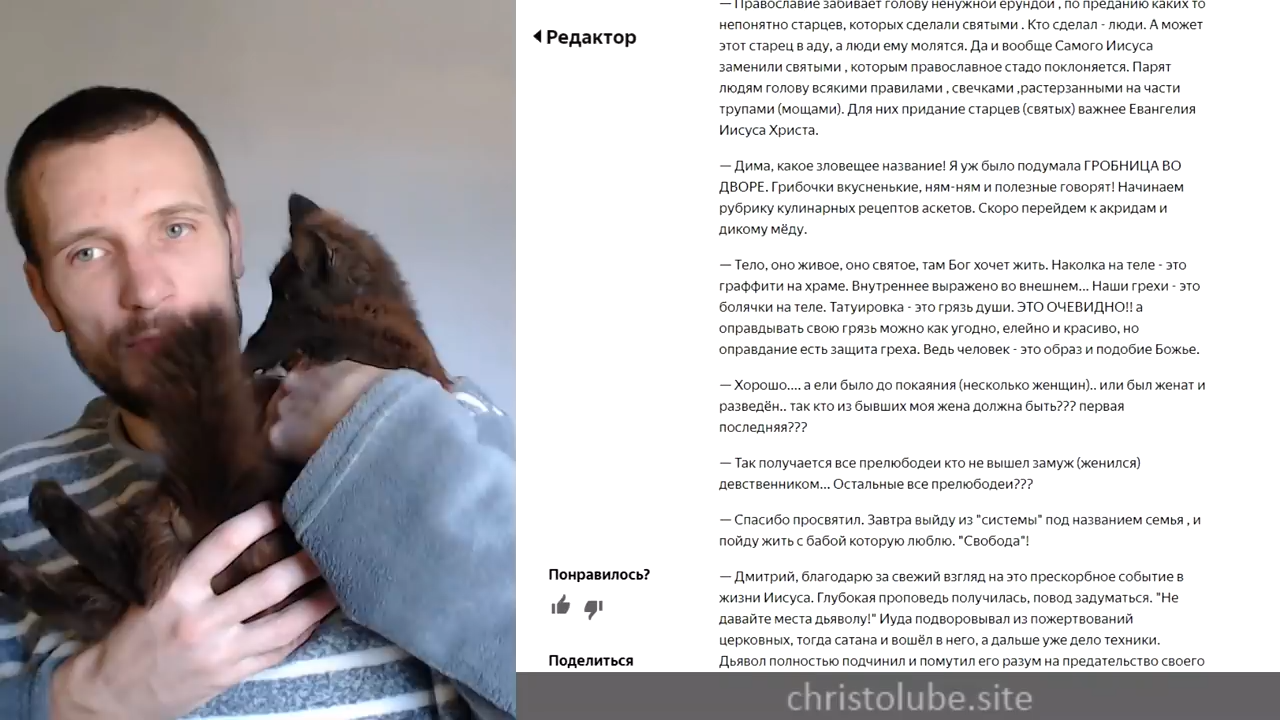 ◀ Редактор
— Православие забивает голову ненужной ерундой , по преданию каких то
непонятно старцев, которых сделали святыми . Кто сделал - люди. А может
этот старец в аду, а люди ему молятся. Да и вообще Самого Иисуса
заменили святыми , которым православное стадо поклоняется. Парят
людям голову всякими правилами , свечками ,растерзанными на части
трупами (мощами). Для них придание старцев (святых) важнее Евангелия
Иисуса Христа.
— Дима, какое зловещее название! Я уж было подумала ГРОБНИЦА ВО
ДВОРЕ. Грибочки вкусненькие, ням-ням и полезные говорят! Начинаем
рубрику кулинарных рецептов аскетов. Скоро перейдем к акридам и
дикому мёду.
— Тело, оно живое, оно святое, там Бог хочет жить. Наколка на теле - это
граффити на храме. Внутреннее выражено во внешнем... Наши грехи - это
болячки на теле. Татуировка - это грязь души. ЭТО ОЧЕВИДНО!! а
оправдывать свою грязь можно как угодно, елейно и красиво, но
оправдание есть защита греха. Ведь человек - это образ и подобие Божье.
— Хорошо.... а ели было до покаяния (несколько женщин).. или был женат и
разведён.. так кто из бывших моя жена должна быть??? первая
последняя???
— Так получается все прелюбодеи кто не вышел замуж (женился)
девственником... Остальные все прелюбодеи???
— Спасибо просвятил. Завтра выйду из "системы" под названием семья , и
пойду жить с бабой которую люблю. "Свобода"!
— Дмитрий, благодарю за свежий взгляд на это прескорбное событие в
жизни Иисуса. Глубокая проповедь получилась, повод задуматься. "Не
давайте места дьяволу!" Иуда подворовывал из пожертвований
церковных, тогда сатана и вошёл в него, а дальше уже дело техники.
Дьявол полностью подчинил и помутил его разум на предательство своего
Понравилось?
Поделиться
christolube.site